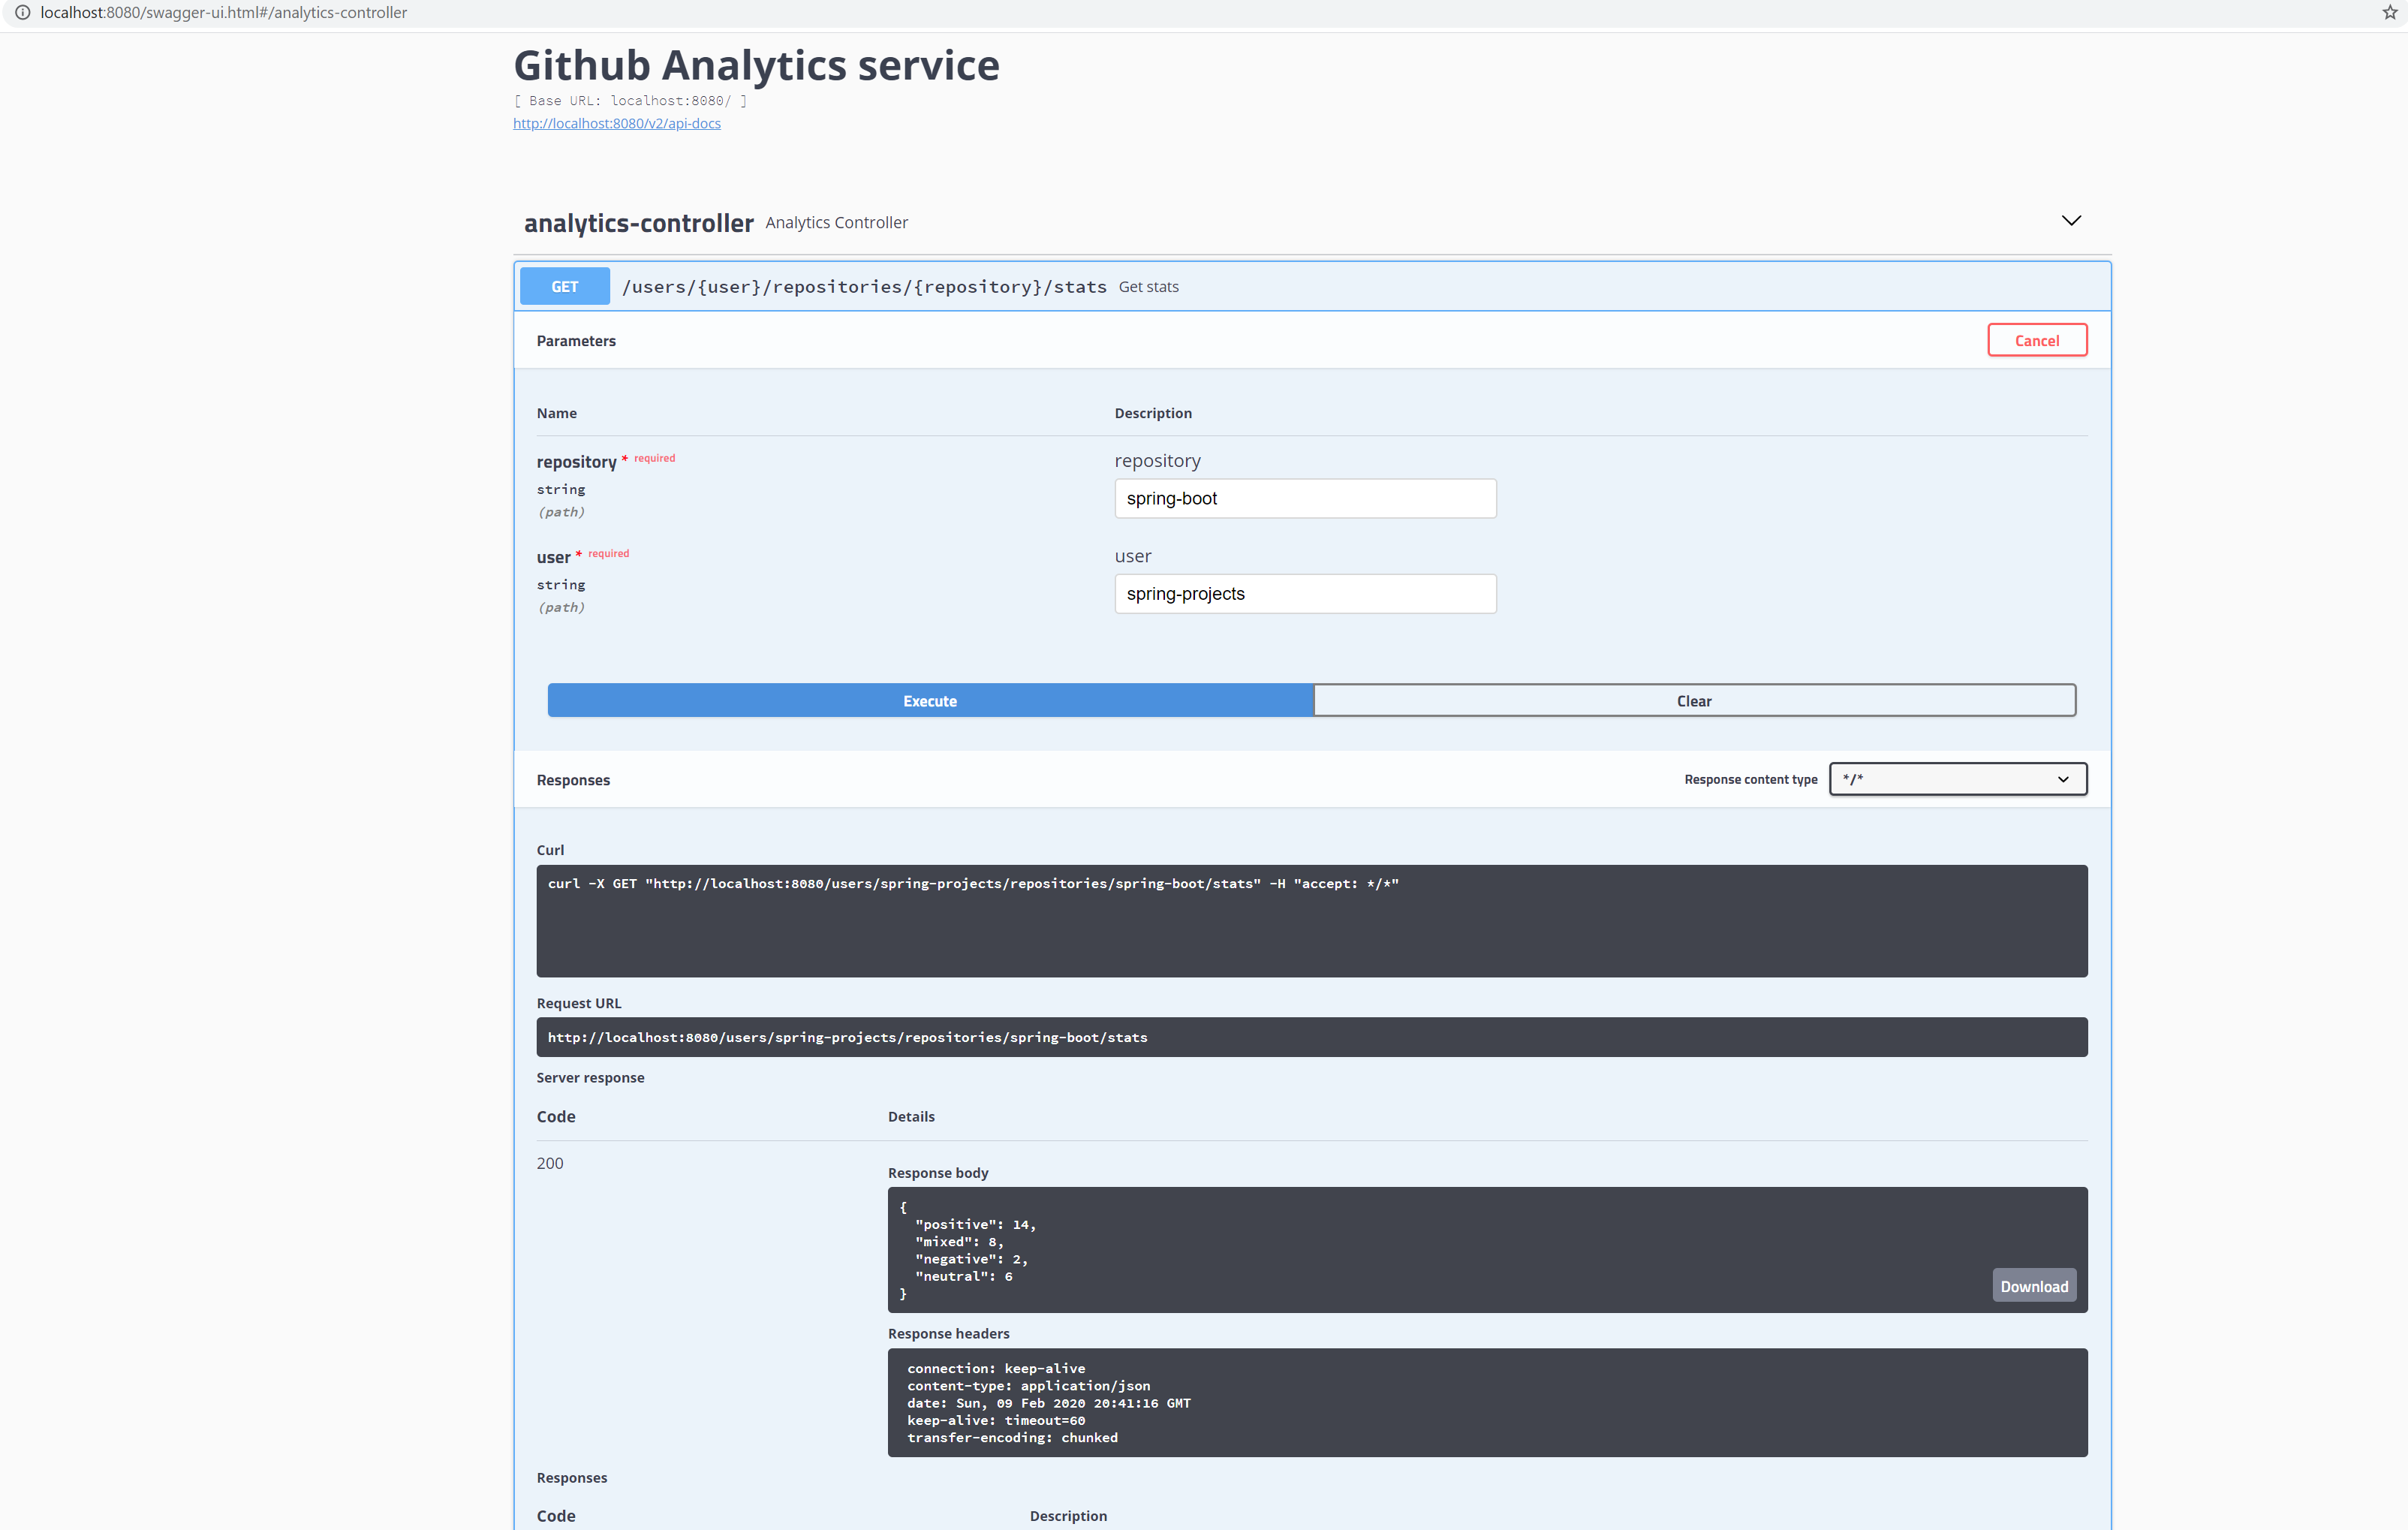 localhost:8080/swagger-ui.html#/analytics-controller
Github Analytics service
[ Base URL: localhost:8080/ ]
http://localhost:8080/v2/api-docs
analytics-controller Analytics Controller
GET /users/{user}/repositories/{repository}/stats Get stats
Parameters Cancel
Name Description
repository * required repository
string spring-boot
(path)
user * required user
string spring-projects
(path)
Execute Clear
Responses Response content type */*
Curl
curl -X GET "http://localhost:8080/users/spring-projects/repositories/spring-boot/stats" -H "accept: */*"
Request URL
http://localhost:8080/users/spring-projects/repositories/spring-boot/stats
Server response
Code Details
200
Response body
{
"positive": 14,
"mixed": 8,
"negative": 2,
"neutral": 6
}
Download
Response headers
connection: keep-alive
content-type: application/json
date: Sun, 09 Feb 2020 20:41:16 GMT
keep-alive: timeout=60
transfer-encoding: chunked
Responses
Code Description